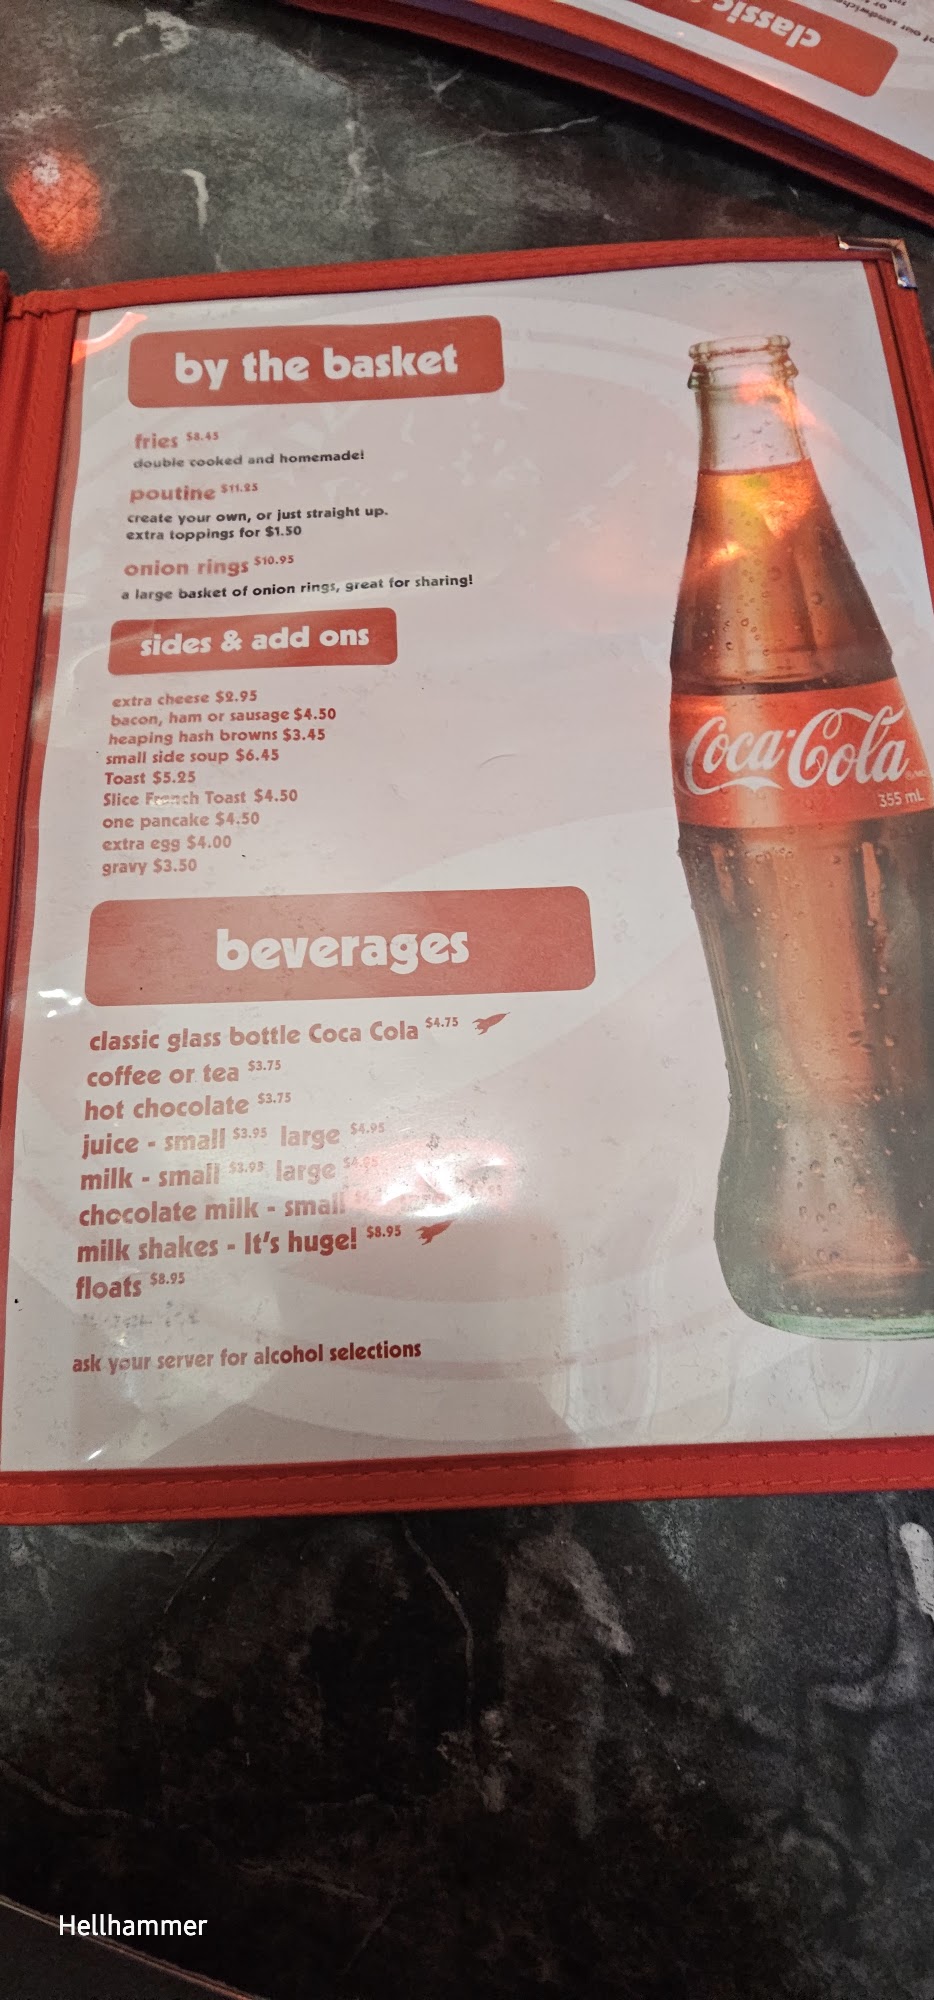 classic
of our sandwiches
or
by the basket
fries $8.45
double cooked and homemade!
poutine $11.25
create your own, or just straight up.
extra toppings for $1.50
onion rings $10.95
a large basket of onion rings, great for sharing!
sides & add ons
extra cheese $2.95
bacon, ham or sausage $4.50
heaping hash browns $3.45
small side soup $6.45
Toast $5.25
Slice French Toast $4.50
one pancake $4.50
extra egg $4.00
gravy $3.50
beverages
classic glass bottle Coca Cola $4.75
coffee or tea $3.75
hot chocolate $3.75
juice - small $3.95 large $4.95
milk - small $3.95 large
chocolate milk - small
milk shakes - It's huge! $8.95
floats $8.95
ask your server for alcohol selections
Coca-Cola
355 mL
Hellhammer